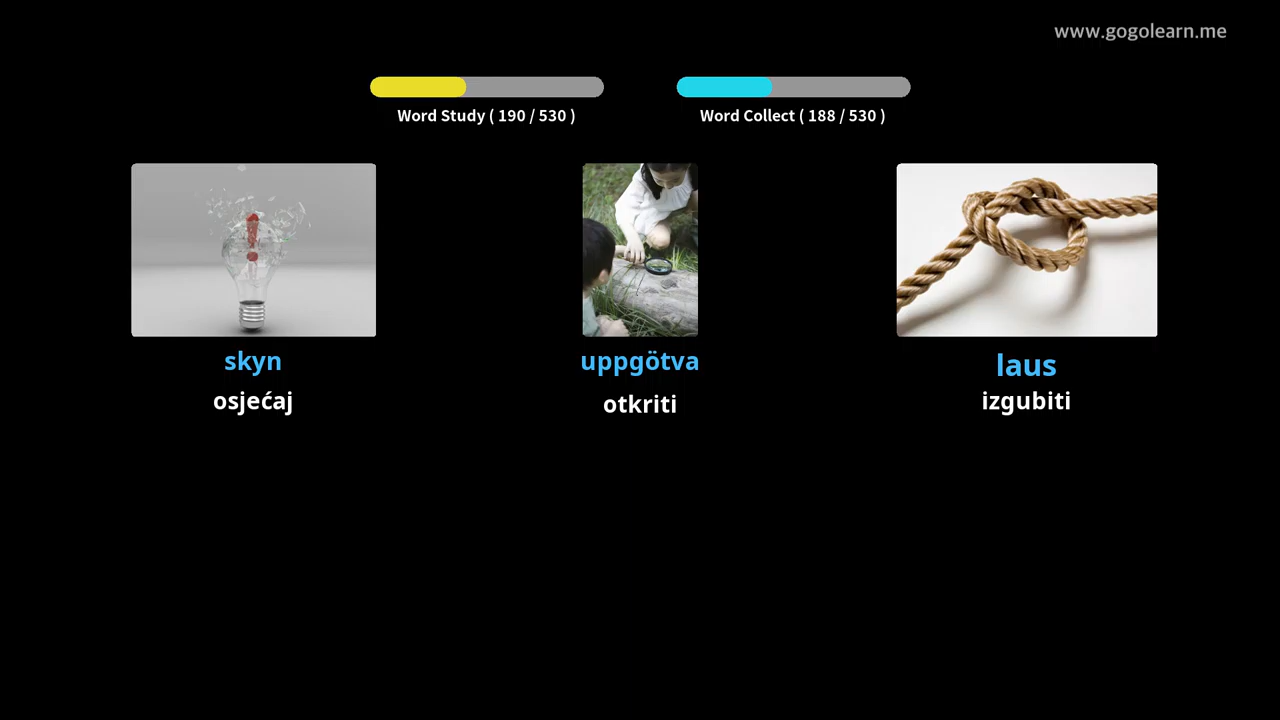 www.gogolearn.me
Word Study ( 190 / 530 )
Word Collect ( 188 / 530 )
skyn
osjećaj
uppgötva
otkriti
laus
izgubiti